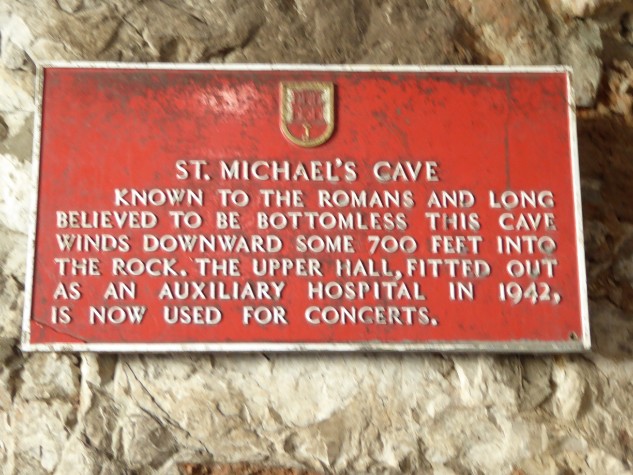 ST. MICHAEL'S CAVE
KNOWN TO THE ROMANS AND LONG
BELIEVED TO BE BOTTOMLESS THIS CAVE
WINDS DOWNWARD SOME 700 FEET INTO
THE ROCK. THE UPPER HALL, FITTED OUT
AS AN AUXILIARY HOSPITAL IN 1942,
IS NOW USED FOR CONCERTS.